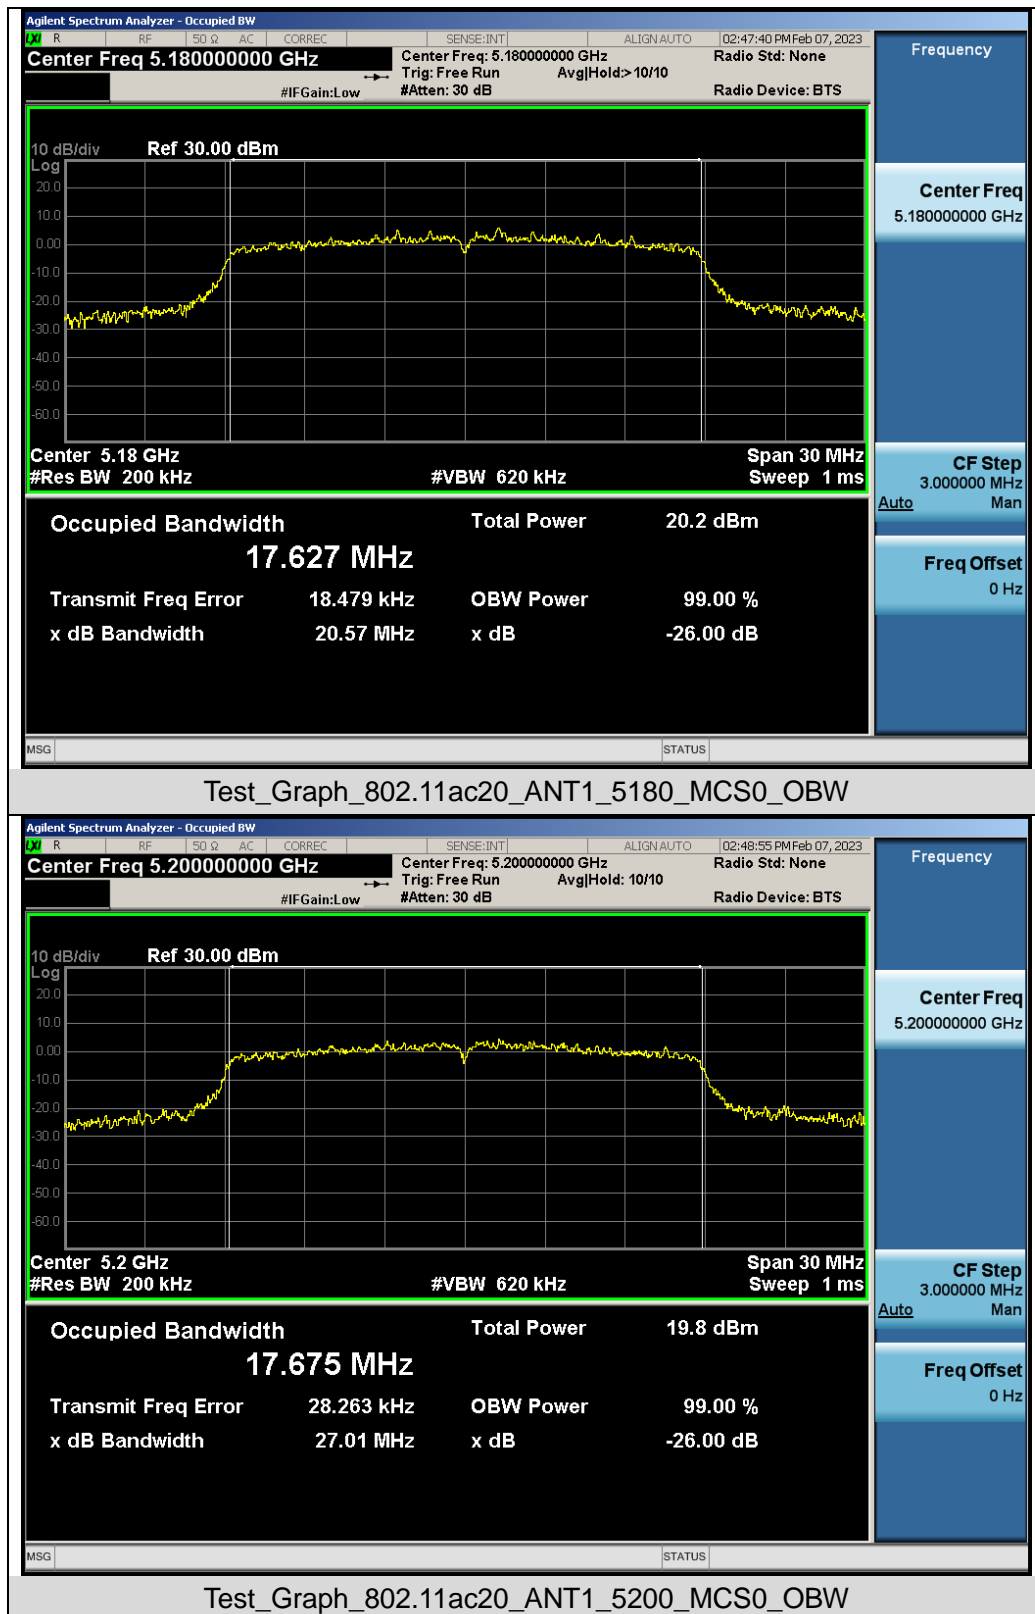 Agilent Spectrum Analyzer - Occupied BW
LXI R RF 50 Ω AC CORREC SENSE:INT ALIGN AUTO 02:47:40 PM Feb 07, 2023
Center Freq 5.180000000 GHz
Center Freq: 5.180000000 GHz Radio Std: None
Trig: Free Run Avg|Hold:> 10/10
#IFGain:Low #Atten: 30 dB Radio Device: BTS
Frequency
10 dB/div Ref 30.00 dBm
Log
20.0
10.0
0.00
-10.0
-20.0
-30.0
-40.0
-50.0
-60.0
Center 5.18 GHz Span 30 MHz
#Res BW 200 kHz #VBW 620 kHz Sweep 1 ms
Center Freq
5.180000000 GHz
CF Step
3.000000 MHz
Auto Man
Freq Offset
0 Hz
Occupied Bandwidth Total Power 20.2 dBm
17.627 MHz
Transmit Freq Error 18.479 kHz OBW Power 99.00 %
x dB Bandwidth 20.57 MHz x dB -26.00 dB
MSG STATUS
Test_Graph_802.11ac20_ANT1_5180_MCS0_OBW
Agilent Spectrum Analyzer - Occupied BW
LXI R RF 50 Ω AC CORREC SENSE:INT ALIGN AUTO 02:48:55 PM Feb 07, 2023
Center Freq 5.200000000 GHz
Center Freq: 5.200000000 GHz Radio Std: None
Trig: Free Run Avg|Hold: 10/10
#IFGain:Low #Atten: 30 dB Radio Device: BTS
Frequency
10 dB/div Ref 30.00 dBm
Log
20.0
10.0
0.00
-10.0
-20.0
-30.0
-40.0
-50.0
-60.0
Center 5.2 GHz Span 30 MHz
#Res BW 200 kHz #VBW 620 kHz Sweep 1 ms
Center Freq
5.200000000 GHz
CF Step
3.000000 MHz
Auto Man
Freq Offset
0 Hz
Occupied Bandwidth Total Power 19.8 dBm
17.675 MHz
Transmit Freq Error 28.263 kHz OBW Power 99.00 %
x dB Bandwidth 27.01 MHz x dB -26.00 dB
MSG STATUS
Test_Graph_802.11ac20_ANT1_5200_MCS0_OBW